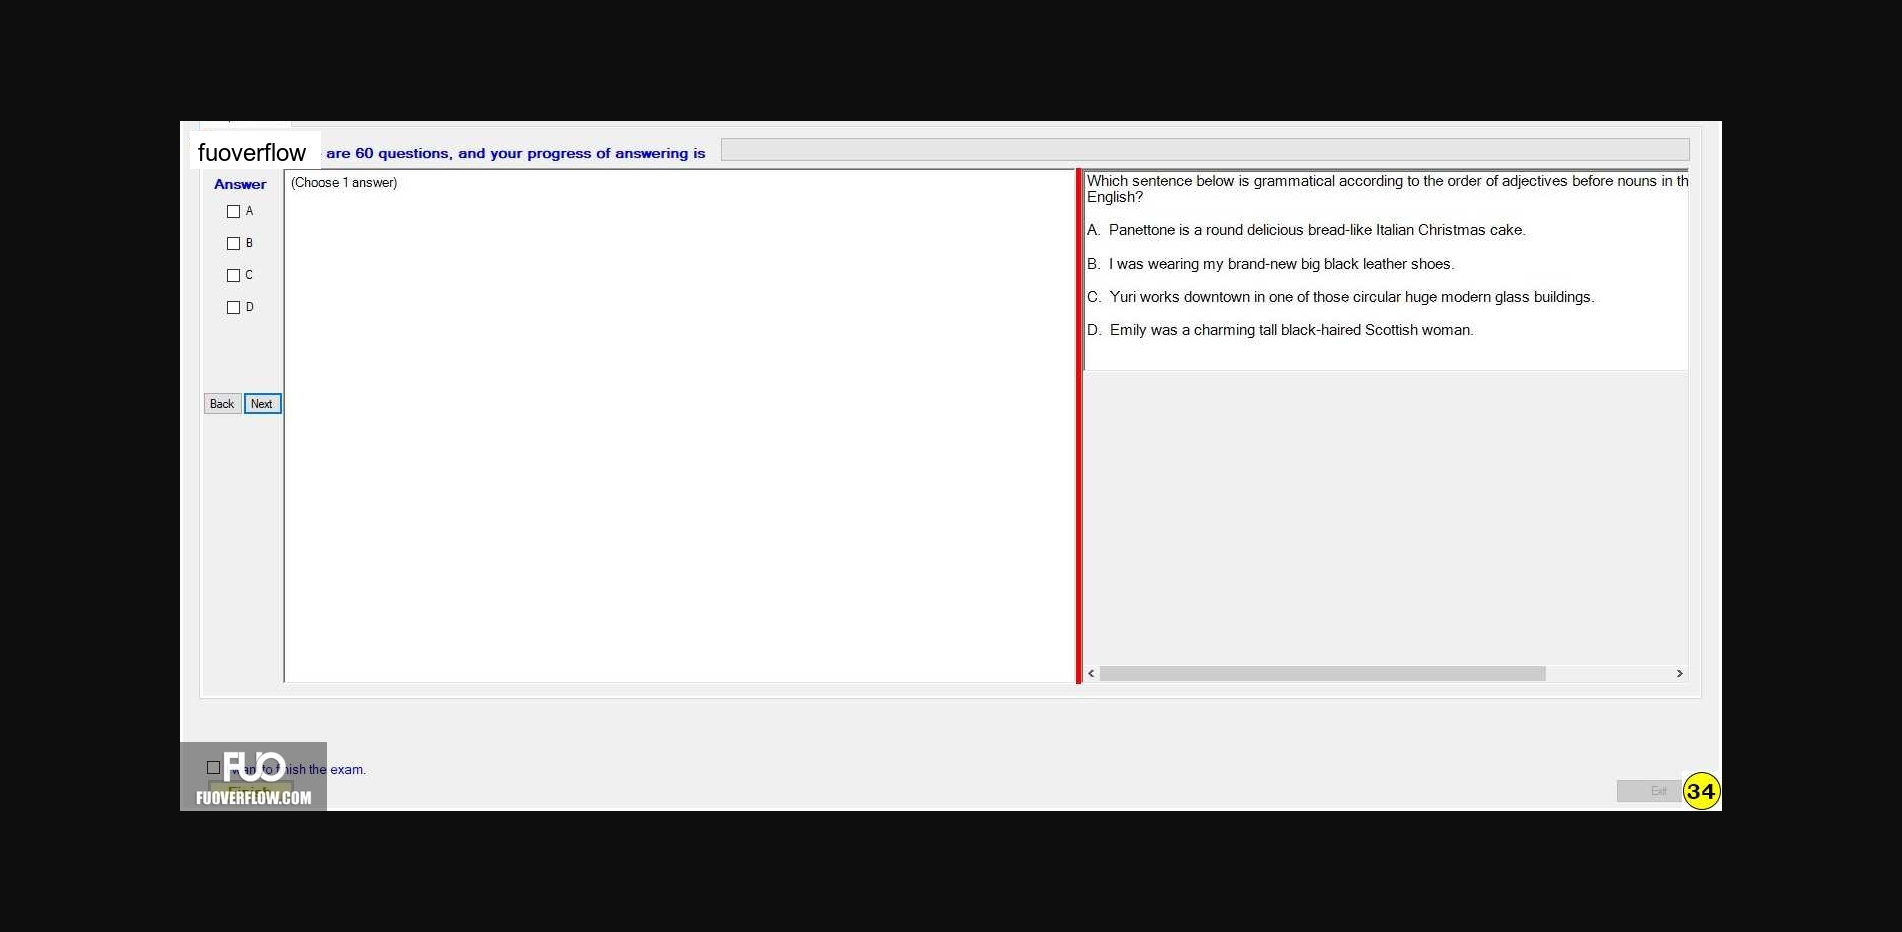 fuoverflow are 60 questions, and your progress of answering is
Answer
(Choose 1 answer)
A
B
C
D
Back Next
Which sentence below is grammatical according to the order of adjectives before nouns in th
English?
A. Panettone is a round delicious bread-like Italian Christmas cake.
B. I was wearing my brand-new big black leather shoes.
C. Yuri works downtown in one of those circular huge modern glass buildings.
D. Emily was a charming tall black-haired Scottish woman.
FUO
want to finish the exam.
Finish
FUOVERFLOW.COM
Exit
34